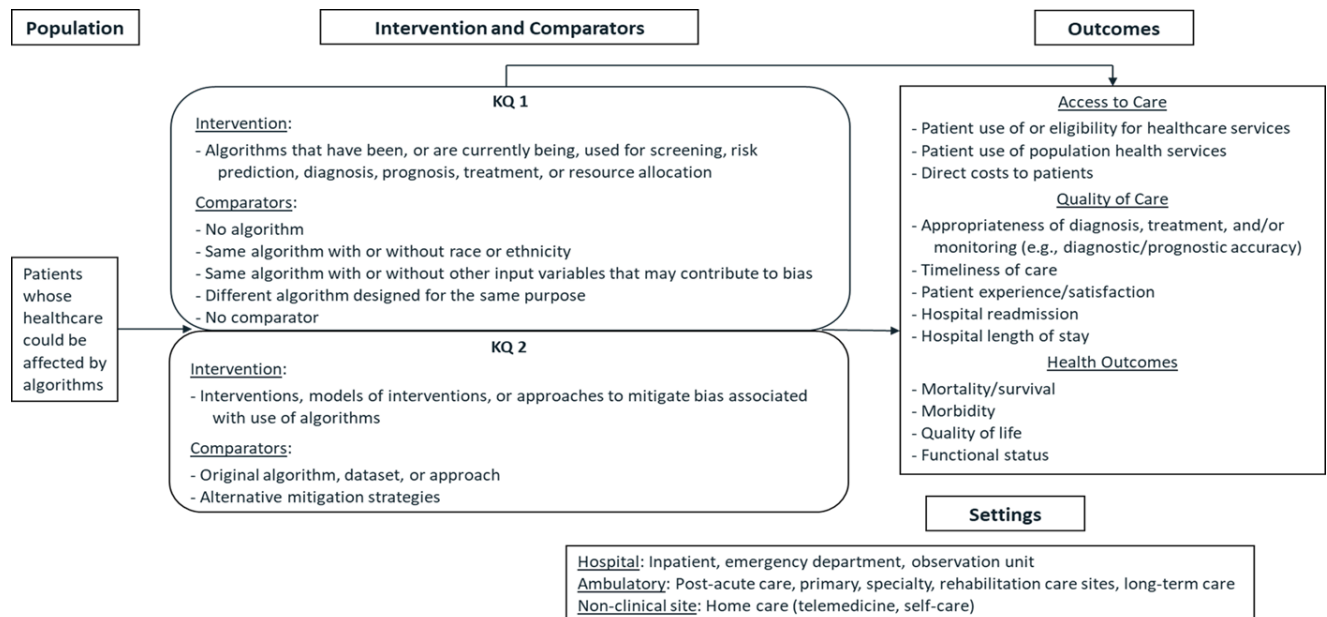 Population
Intervention and Comparators
Outcomes
Patients
whose
healthcare
could be
affected by
algorithms
KQ 1
Intervention:
- Algorithms that have been, or are currently being, used for screening, risk
prediction, diagnosis, prognosis, treatment, or resource allocation
Comparators:
- No algorithm
- Same algorithm with or without race or ethnicity
- Same algorithm with or without other input variables that may contribute to bias
- Different algorithm designed for the same purpose
- No comparator
KQ 2
Intervention:
- Interventions, models of interventions, or approaches to mitigate bias associated
with use of algorithms
Comparators:
- Original algorithm, dataset, or approach
- Alternative mitigation strategies
Access to Care
- Patient use of or eligibility for healthcare services
- Patient use of population health services
- Direct costs to patients
Quality of Care
- Appropriateness of diagnosis, treatment, and/or
monitoring (e.g., diagnostic/prognostic accuracy)
- Timeliness of care
- Patient experience/satisfaction
- Hospital readmission
- Hospital length of stay
Health Outcomes
- Mortality/survival
- Morbidity
- Quality of life
- Functional status
Settings
Hospital: Inpatient, emergency department, observation unit
Ambulatory: Post-acute care, primary, specialty, rehabilitation care sites, long-term care
Non-clinical site: Home care (telemedicine, self-care)